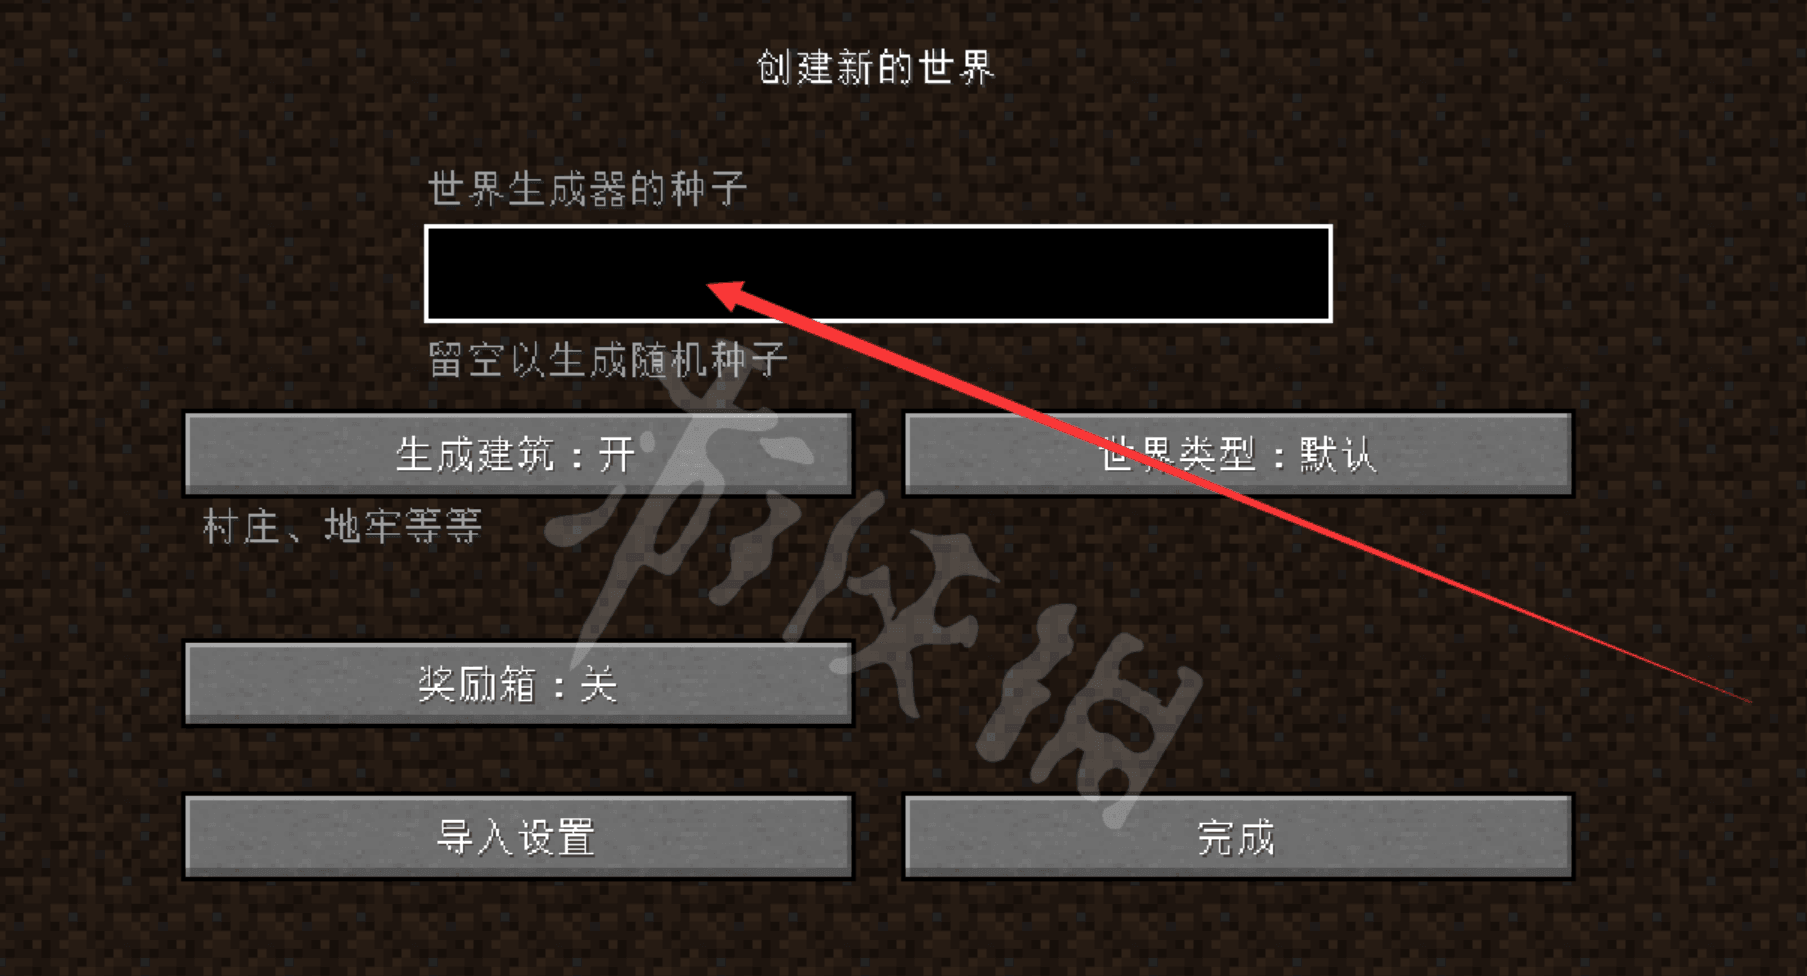 创建新的世界
世界生成器的种子
留空以生成随机种子
生成建筑：开
世界类型：默认
村庄、地牢等等
奖励箱：关
导入设置
完成